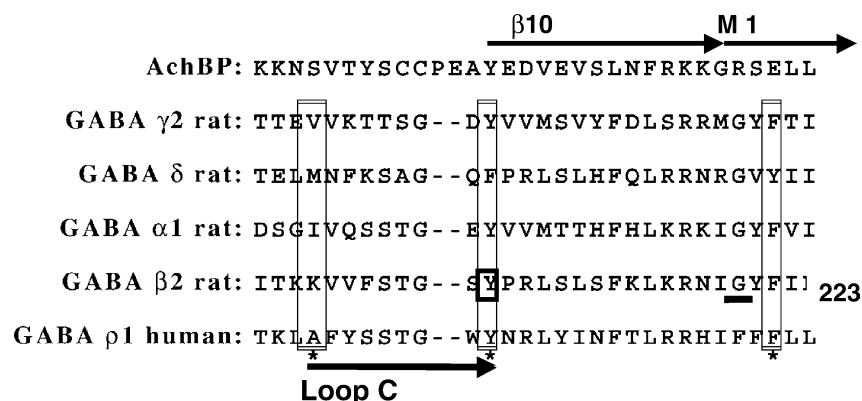 β10 M 1
AchBP: KKNSVTYSCCPEAYEDVEVSLNFRKKGRSELL
GABA γ2 rat: TTEVVKTTSG--DYVVMSVYFDLSRRMGYFTI
GABA δ rat: TELMNFKSAG--QFPRLSLHFQLRRNRGVYII
GABA α1 rat: DSGIVQSSTG--EYVVMTTHFHLKRKIGYFVI
GABA β2 rat: ITKKVVFSTG--SYPRLSLSFKLKRNIGYFI 223
GABA ρ1 human: TKLAFYSSTG--WYNRLYINFTLRRHIFFFLL
* * *
Loop C